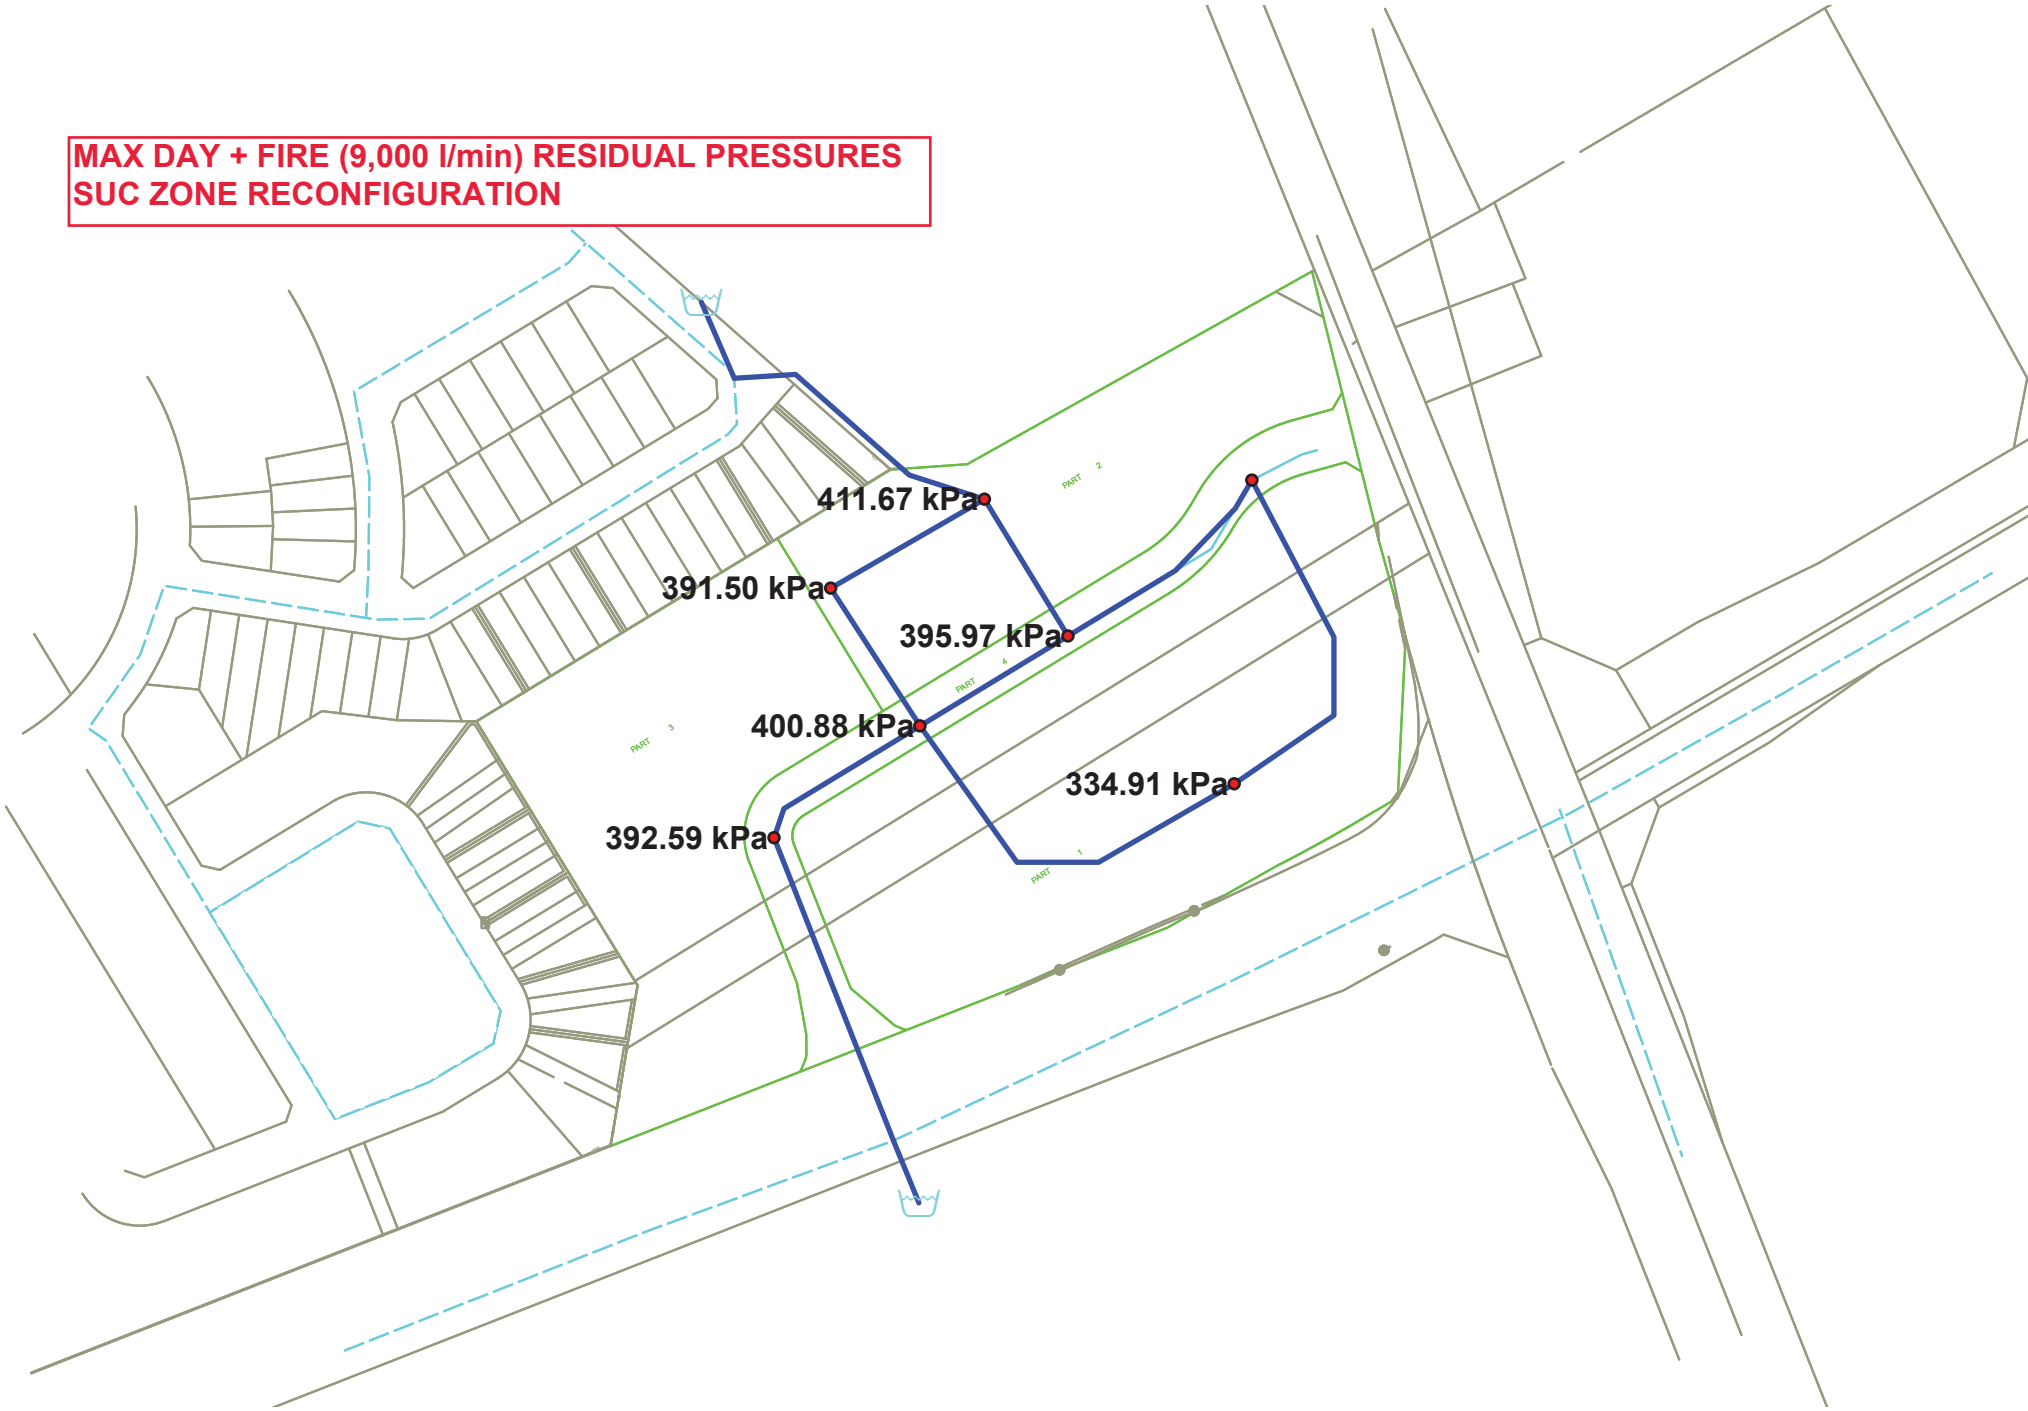 MAX DAY + FIRE (9,000 l/min) RESIDUAL PRESSURES
SUC ZONE RECONFIGURATION
PART 2
411.67 kPa
391.50 kPa
395.97 kPa
PART 4
400.88 kPa
PART 3
334.91 kPa
392.59 kPa
PART 1